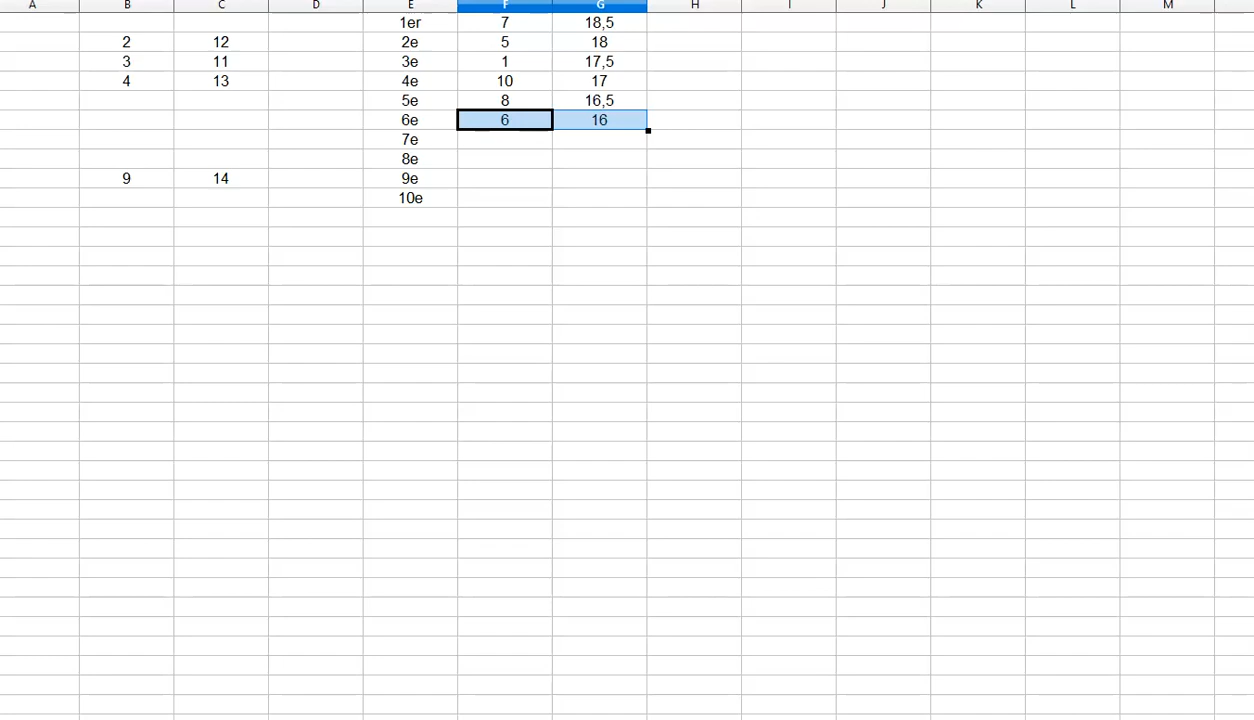 A B C D E F G H I J K L M
1er 7 18,5
2 12 2e 5 18
3 11 3e 1 17,5
4 13 4e 10 17
5e 8 16,5
6e 6 16
7e
8e
9 14 9e
10e